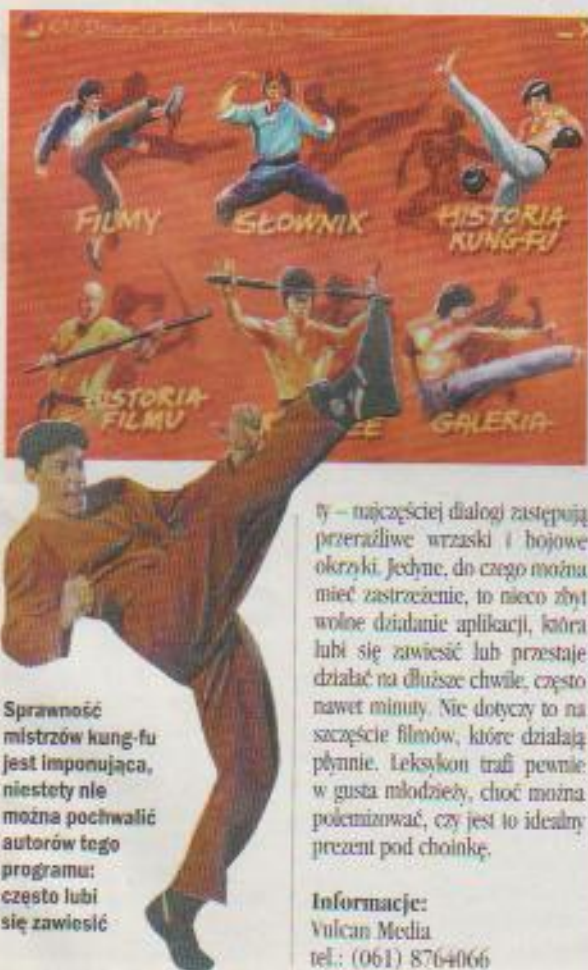 FILMY
SŁOWNIK
HISTORIA
KUNG-FU
HISTORIA
FILMU
GALERIA
Sprawność
mistrzów kung-fu
jest imponująca,
niestety nie
można pochwalić
autorów tego
programu:
często lubi
się zawiesić
ty – najczęściej dialogi zastępują
przeraźliwe wrzaski i bojowe
okrzyki. Jedyne, do czego można
mieć zastrzeżenie, to nieco zbyt
wolne działanie aplikacji, która
lubi się zawiesić lub przestaje
działać na dłuższe chwile, często
nawet minuty. Nie dotyczy to na
szczęście filmów, które działają
płynnie. Leksykon trafi pewnie
w gusta młodzieży, choć można
polemizować, czy jest to idealny
prezent pod choinkę.
Informacje:
Vulcan Media
tel.: (061) 8764066